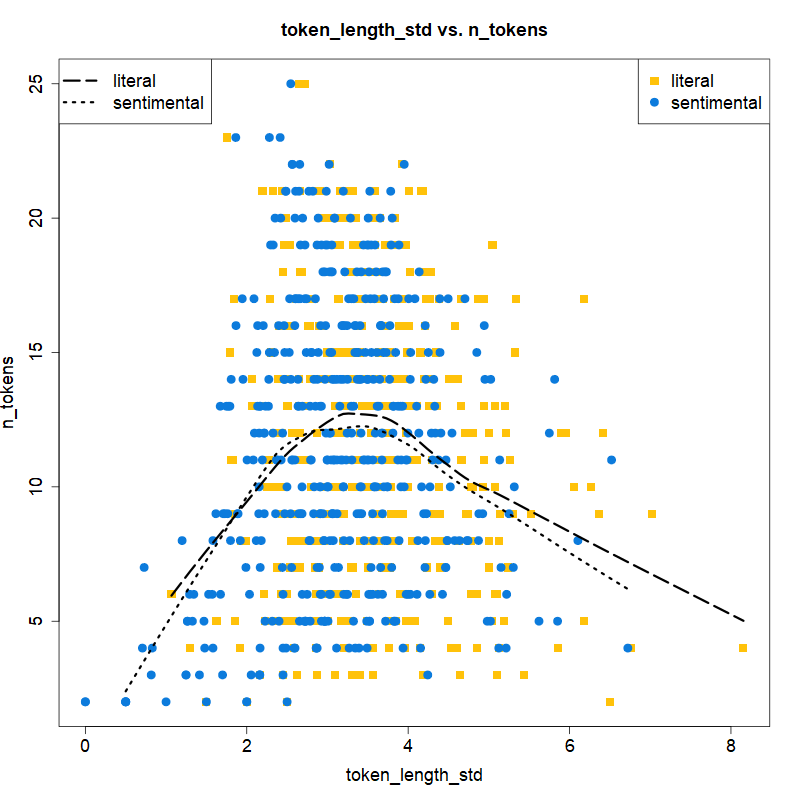 token_length_std vs. n_tokens
literal
sentimental
literal
sentimental
n_tokens
25
20
15
10
5
0 2 4 6 8
token_length_std